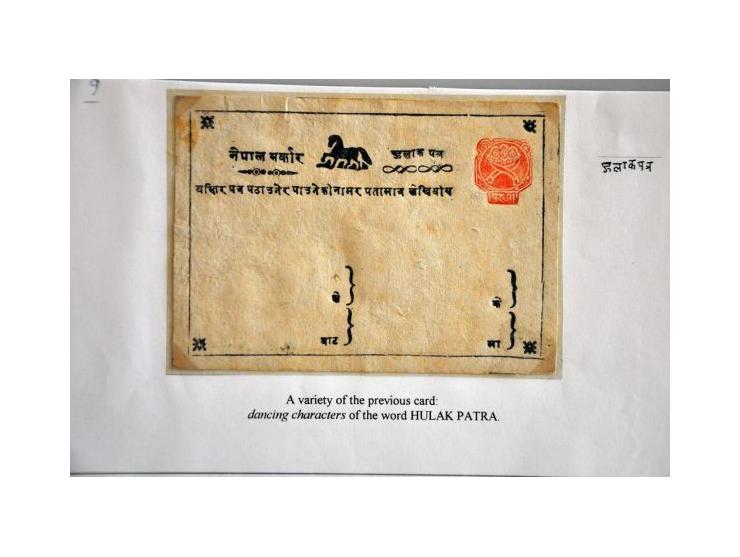 9
नेपाल सर्कार
हुलाक पत्र
यस्तिर पत्र पठाउनेर पाउनेको नामर पतामात्र लेखिवोस
को
बाट
को
मा
हुलाकपत्र
A variety of the previous card:
dancing characters of the word HULAK PATRA.